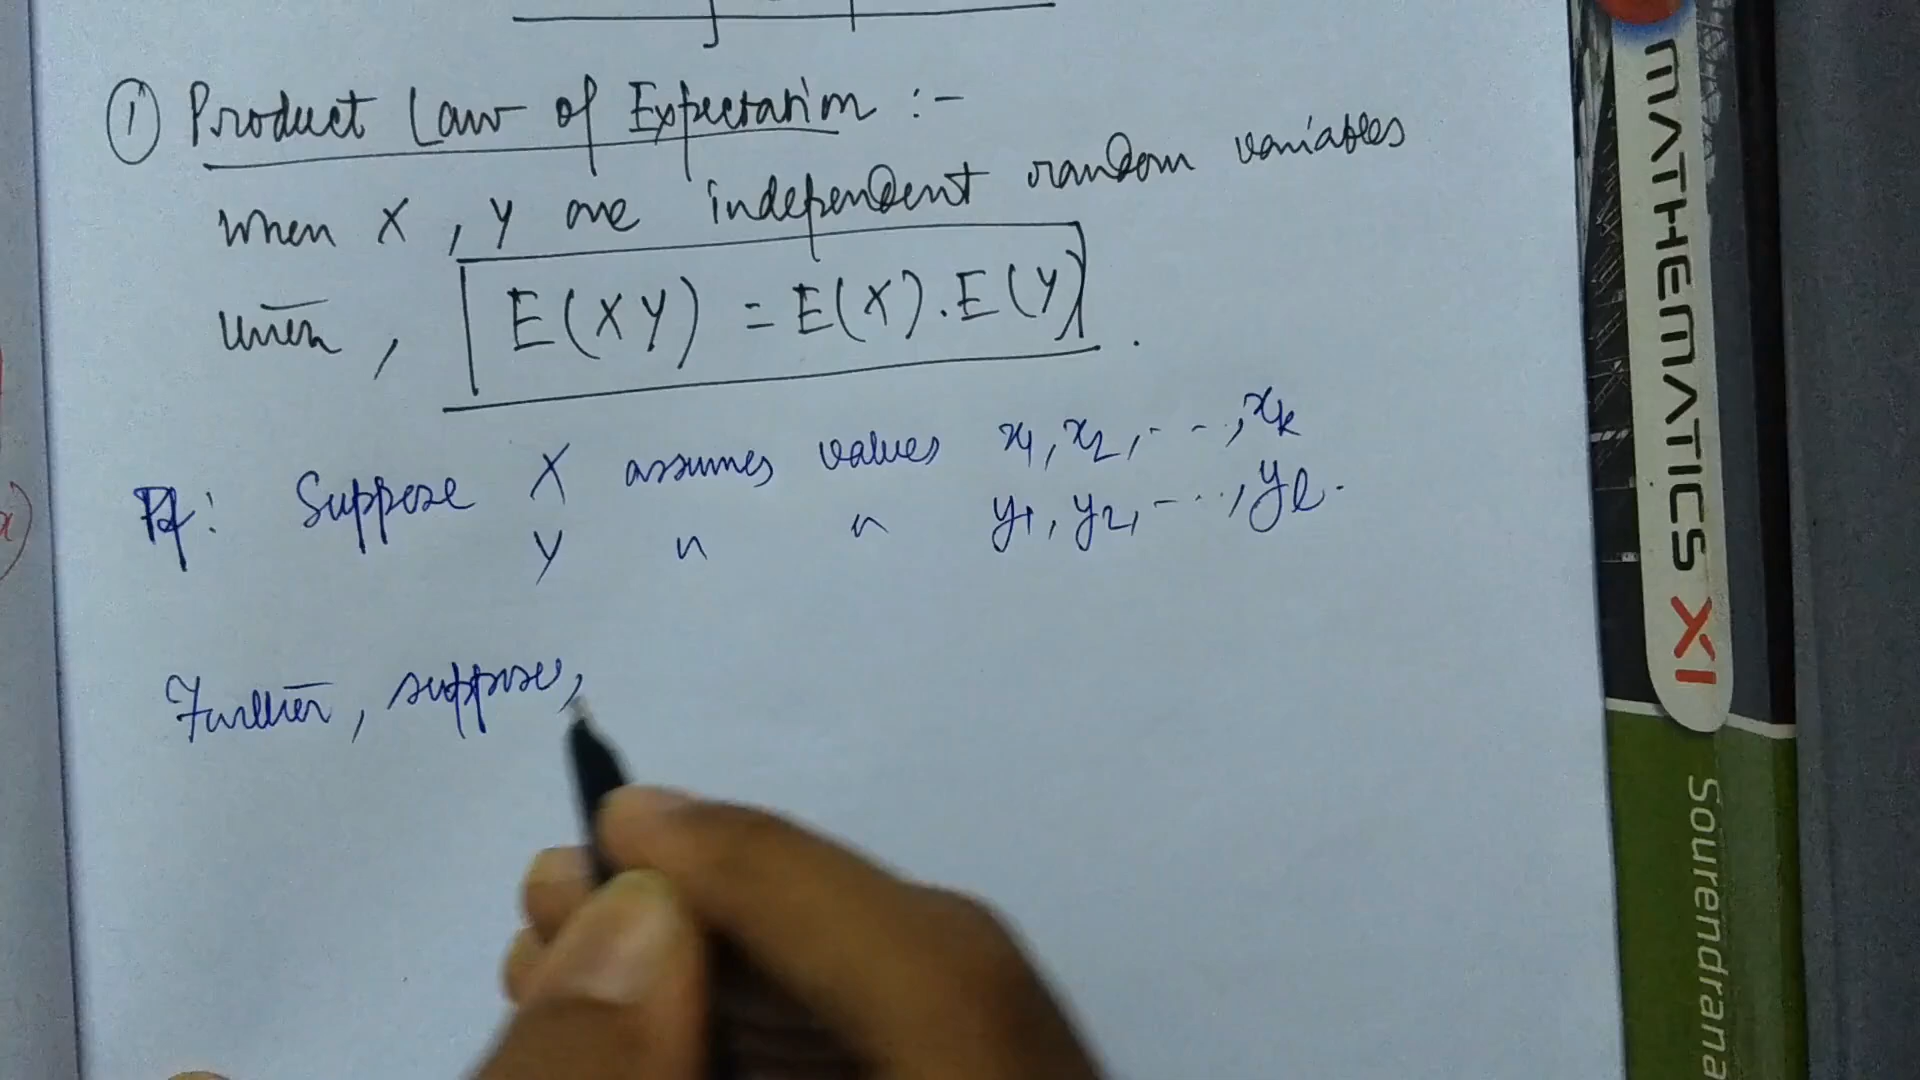 ① Product Law of Expectation :-
when X, Y are independent random variables
then, E(XY) = E(X).E(Y).
Pf: Suppose X assumes values x1, x2, ..., xk
Y " " y1, y2, ..., yl.
Further, suppose,
MATHEMATICS XI
Sourendrana